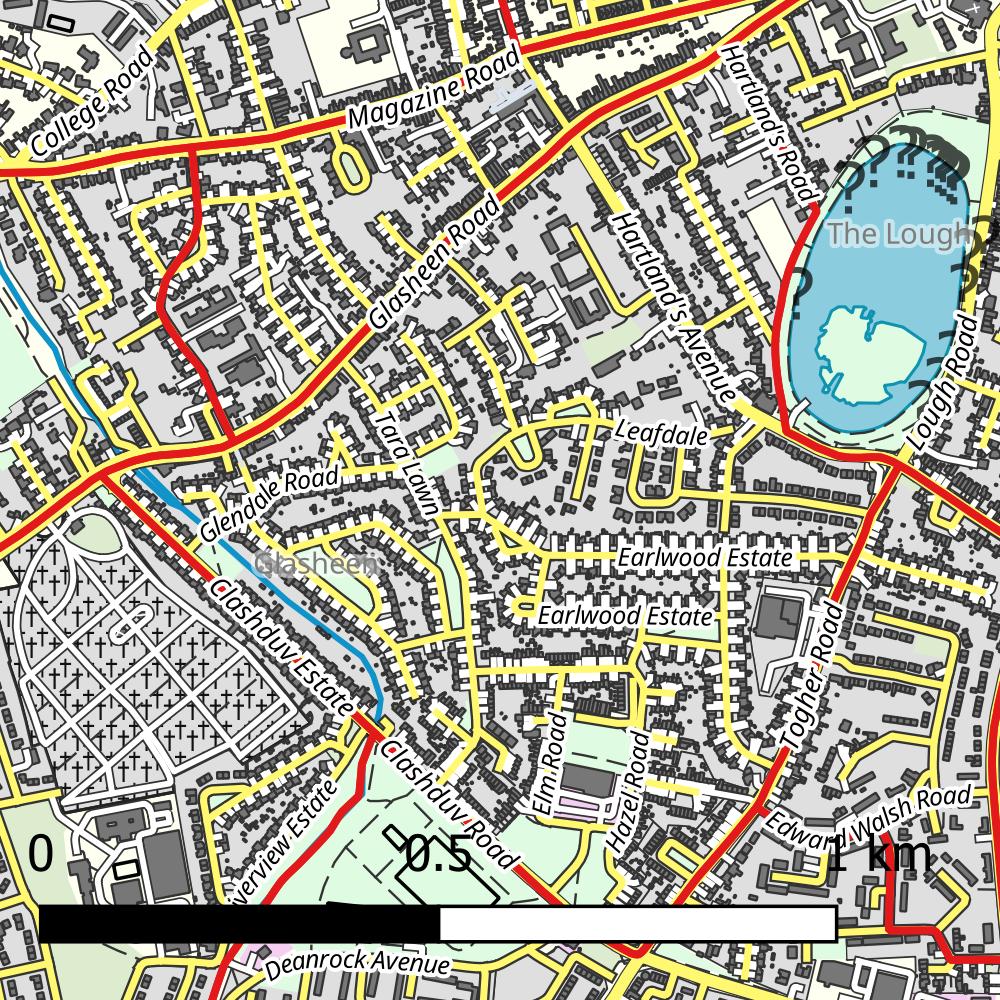 College Road
Magazine Road
Hartland's Road
The Lough
Glasheen Road
Hartland's Avenue
Lough Road
Tara Lawn
Leafdale
Glendale Road
Glasheen
Earlwood Estate
Earlwood Estate
Clashduv Estate
Togher Road
Clashduv Road
Elm Road
Hazel Road
Edward Walsh Road
verview Estate
0
0.5
1 km
Deanrock Avenue